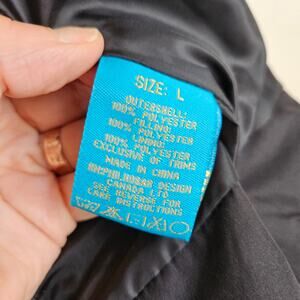 SIZE: L
OUTERSHELL:
100% POLYESTER
FILLING:
100% POLYESTER
LINING:
100% POLYESTER
EXCLUSIVE OF TRIMS
MADE IN CHINA
DESIGN
CANADA LTD
SEE REVERSE FOR
CARE INSTRUCTIONS